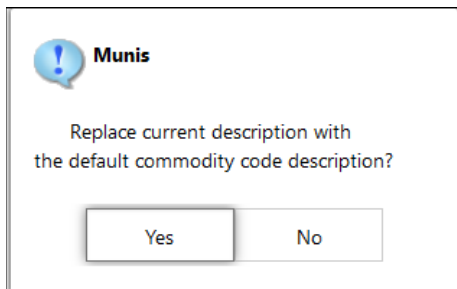 Munis
Replace current description with
the default commodity code description?
Yes
No